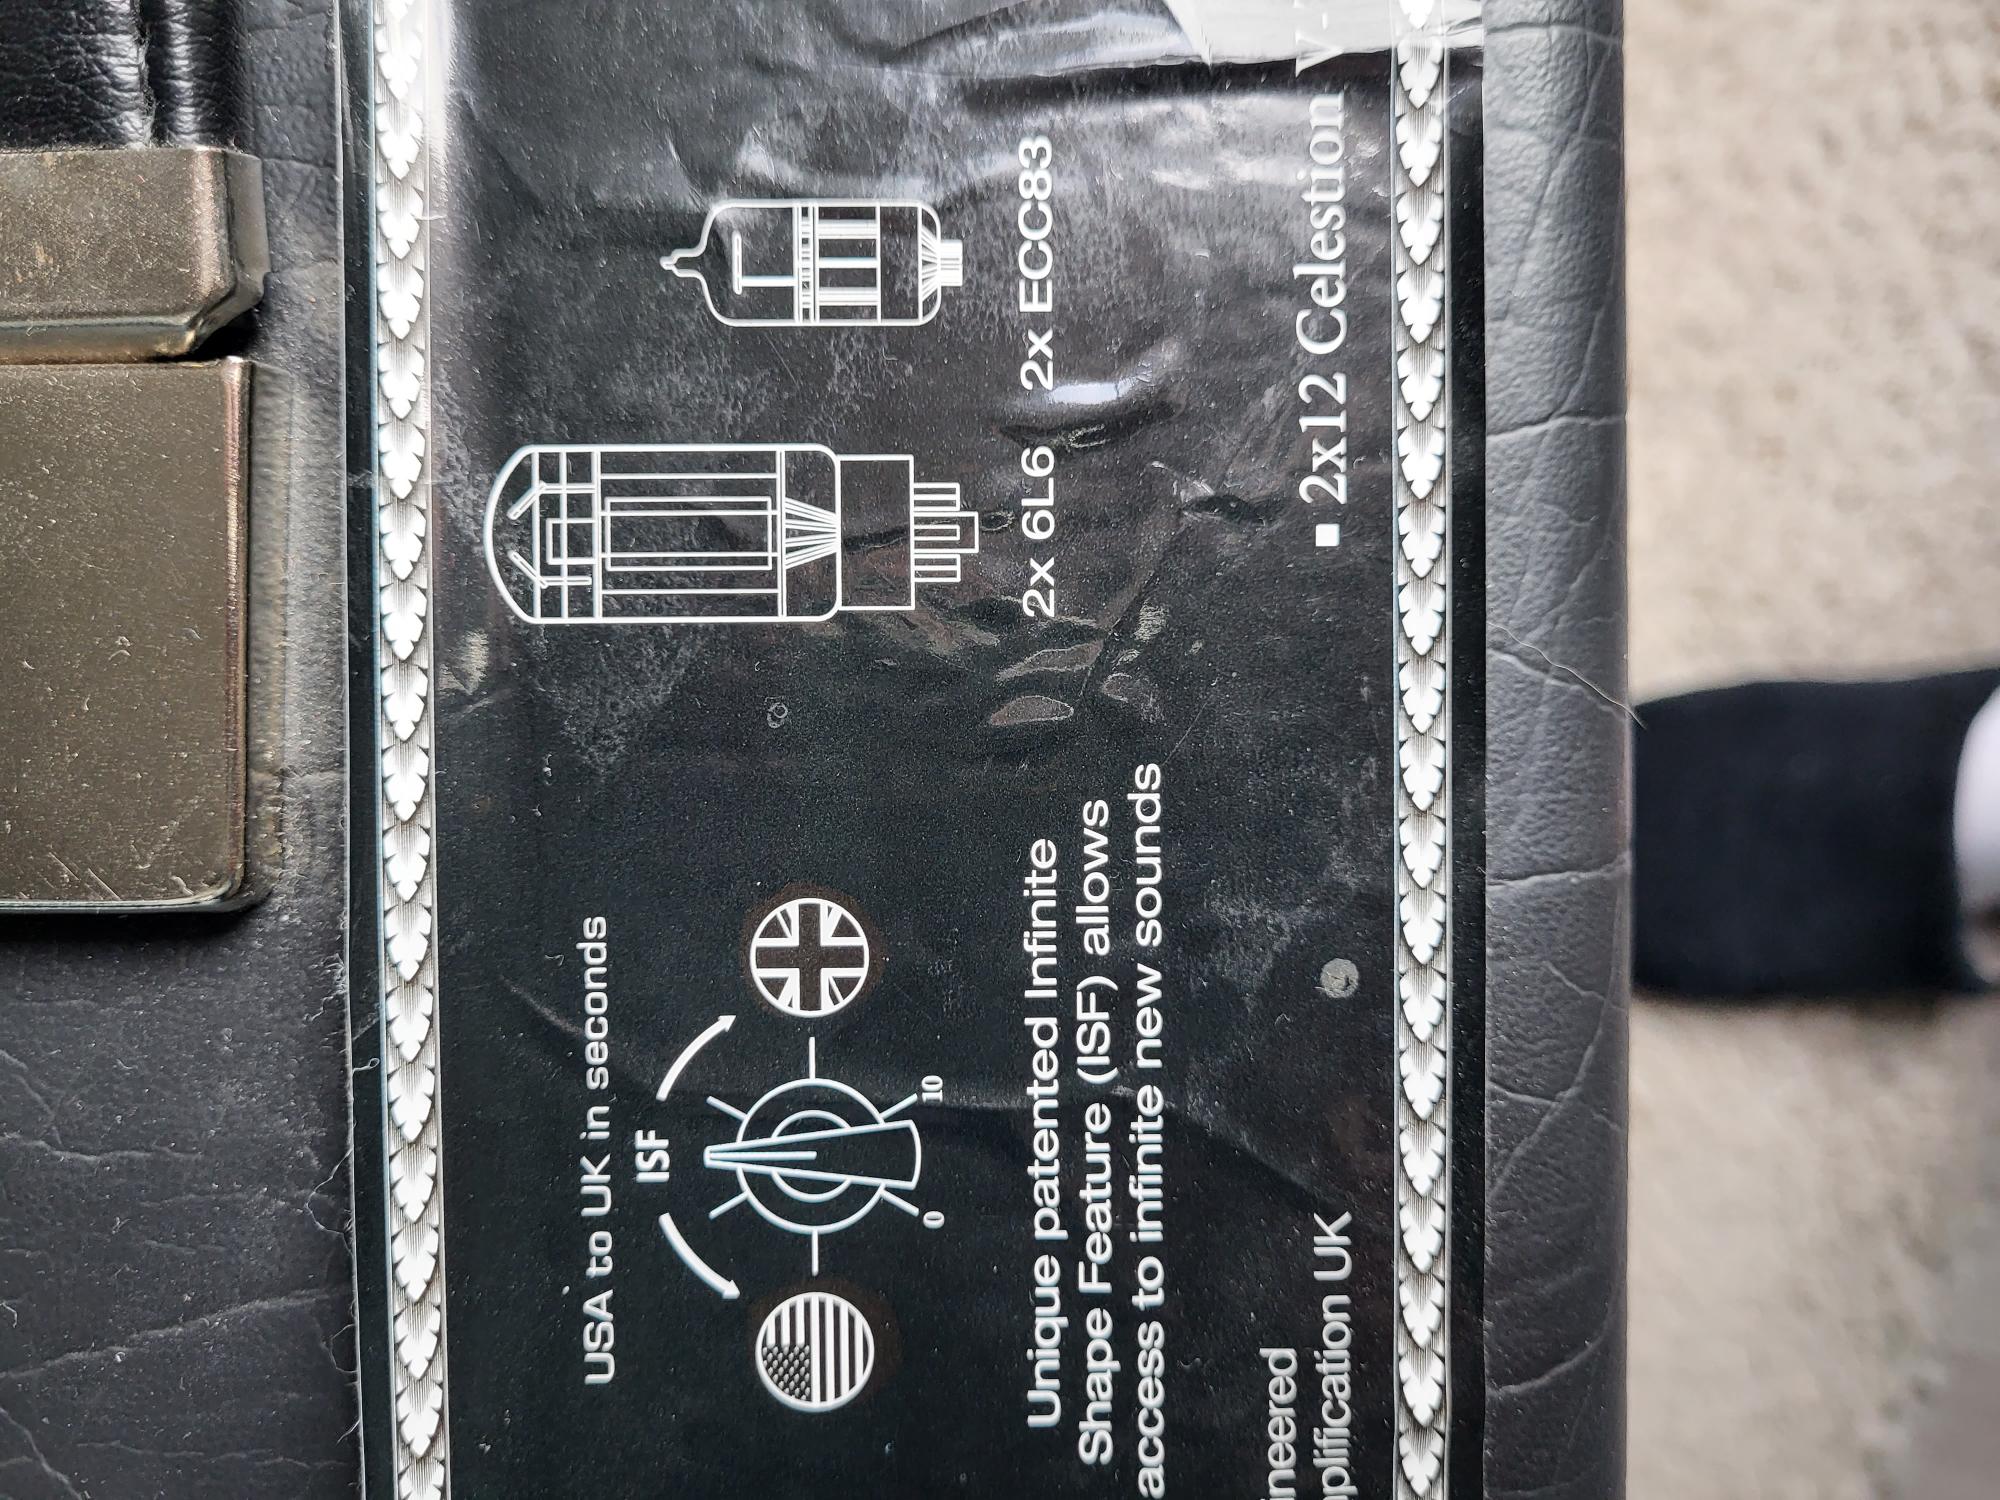 USA to UK in seconds
ISF
0
10
Unique patented Infinite
Shape Feature (ISF) allows
access to infinite new sounds
2x 6L6
2x ECC83
ineered
plification UK
▪ 2x12 Celestion V-